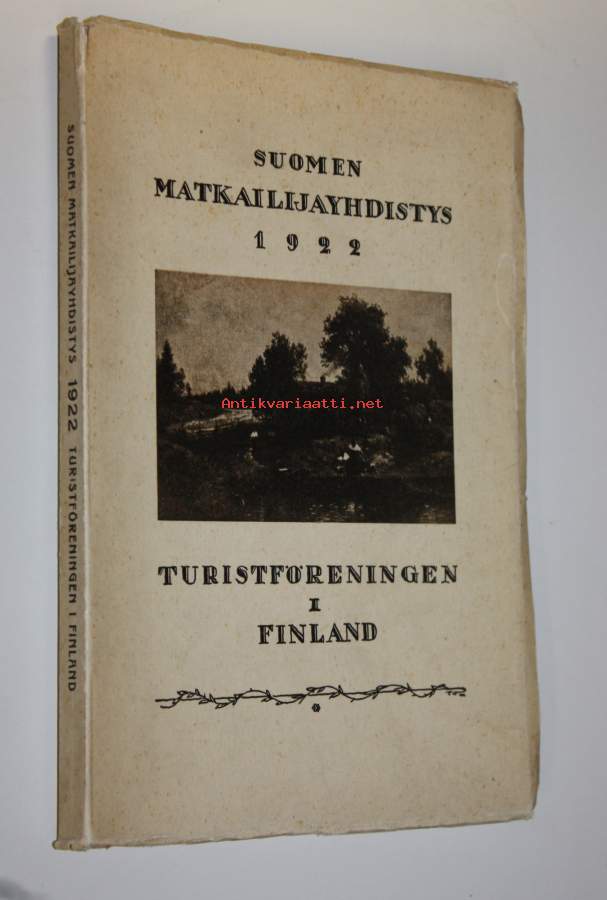 SUOMEN MATKAILIJAYHDISTYS 1922 TURISTFÖRENINGEN I FINLAND
SUOMEN
MATKAILIJAYHDISTYS
1922
Antikvariaatti.net
TURISTFÖRENINGEN
I
FINLAND